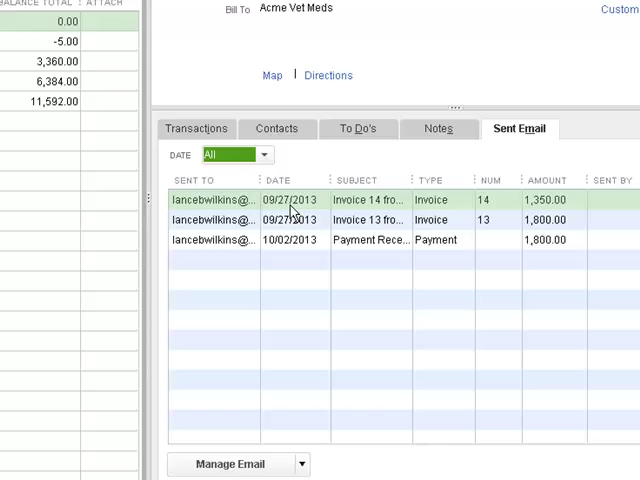 BALANCE TOTAL ATTACH
0.00
-5.00
3,360.00
6,384.00
11,592.00
Bill To Acme Vet Meds
Custom
Map | Directions
Transactions Contacts To Do's Notes Sent Email
DATE All
SENT TO DATE SUBJECT TYPE NUM AMOUNT SENT BY
lancebwilkins@... 09/27/2013 Invoice 14 fro... Invoice 14 1,350.00
lancebwilkins@... 09/27/2013 Invoice 13 fro... Invoice 13 1,800.00
lancebwilkins@... 10/02/2013 Payment Rece... Payment 1,800.00
Manage Email